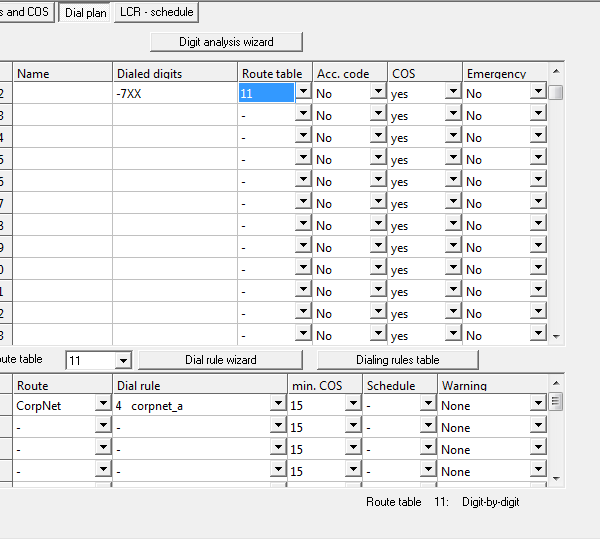 s and COS Dial plan LCR - schedule
Digit analysis wizard
Name Dialed digits Route table Acc. code COS Emergency
2 -7XX 11 No yes No
3 - No yes No
4 - No yes No
5 - No yes No
6 - No yes No
7 - No yes No
8 - No yes No
9 - No yes No
0 - No yes No
1 - No yes No
2 - No yes No
3 - No yes No
oute table 11 Dial rule wizard Dialing rules table
Route Dial rule min. COS Schedule Warning
CorpNet 4 corpnet_a 15 - None
- - 15 - None
- - 15 - None
- - 15 - None
Route table 11: Digit-by-digit